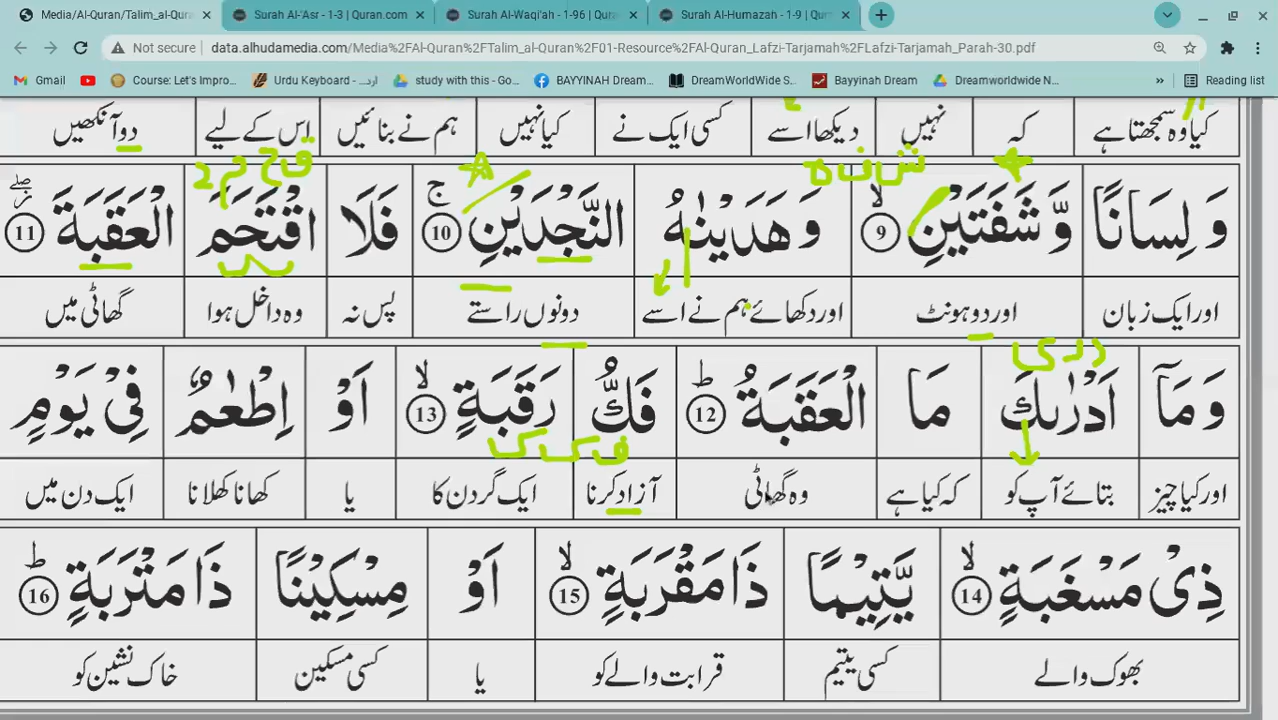 Media/Al-Quran/Talim_al-Qur
Surah Al-'Asr - 1-3 | Quran.com
Surah Al-Waqi'ah - 1-96 | Qura
Surah Al-Humazah - 1-9 | Qur
Not secure | data.alhudamedia.com/Media%2FAl-Quran%2FTalim_al-Quran%2F01-Resource%2FAl-Quran_Lafzi-Tarjamah%2FLafzi-Tarjamah_Parah-30.pdf
Gmail Course: Let's Impro... Urdu Keyboard - اردو... study with this - Go... BAYYINAH Dream... DreamWorldWide S... Bayyinah Dream Dreamworldwide N... » Reading list
کیا وہ سمجھتا ہے کہ نہیں دیکھا اسے کسی ایک نے کیا نہیں ہم نے بنائیں اس کے لیے دو آنکھیں
ش ف ہ ق ح م
وَ لِسَانًا وَّ شَفَتَيْنِ ۙ 9 وَ هَدَيْنٰهُ النَّجْدَيْنِ ۚ 10 فَلَا اقْتَحَمَ الْعَقَبَةَ 11
اور ایک زبان اور دو ہونٹ اور دکھائے ہم نے اسے دونوں راستے پس نہ وہ داخل ہوا گھاٹی میں
د ر ی
وَ مَاۤ اَدْرٰىكَ مَا الْعَقَبَةُ ؕ 12 فَكُّ رَقَبَةٍ ۙ 13 اَوْ اِطْعٰمٌ فِيْ يَوْمٍ
ف ک ک
اور کیا چیز بتائے آپ کو کہ کیا ہے وہ گھاٹی آزاد کرنا ایک گردن کا یا کھانا کھلانا ایک دن میں
ذِيْ مَسْغَبَةٍ ۙ 14 يَّتِيْمًا ذَا مَقْرَبَةٍ ۙ 15 اَوْ مِسْكِيْنًا ذَا مَتْرَبَةٍ ؕ 16
بھوک والے کسی یتیم قرابت والے کو یا کسی مسکین خاک نشین کو